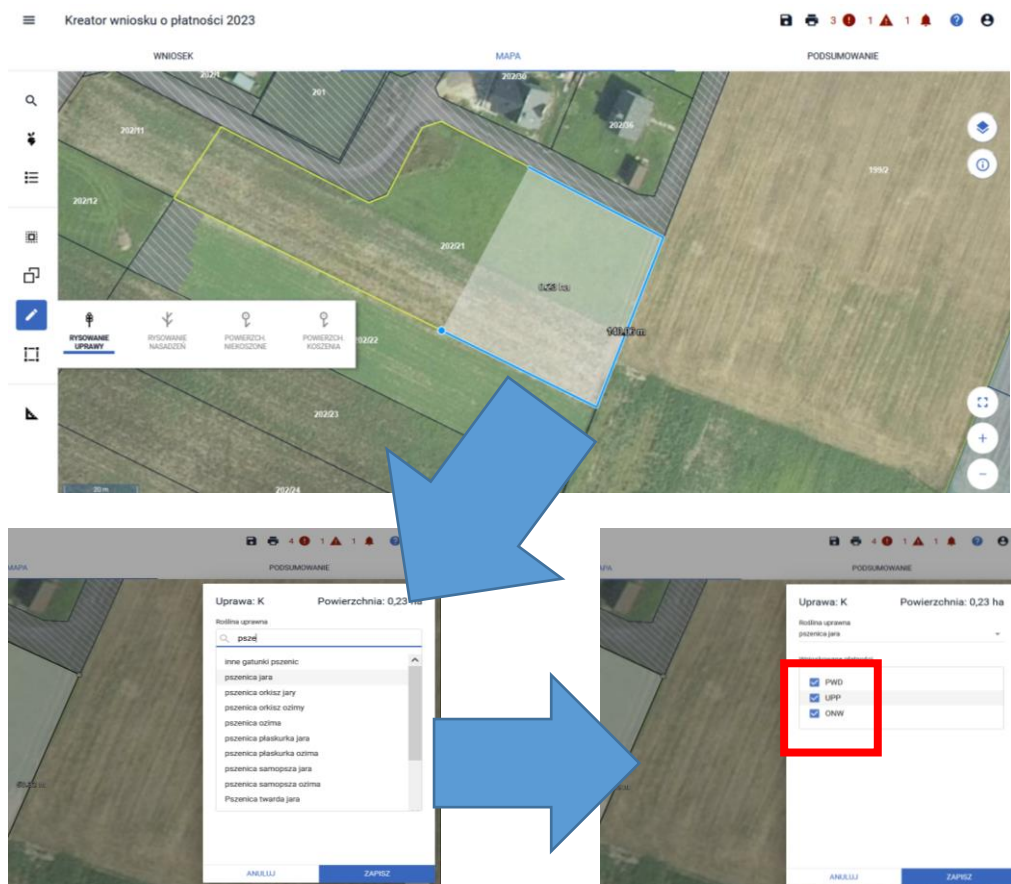 Kreator wniosku o płatności 2023
3 1 1
WNIOSEK MAPA PODSUMOWANIE
201
202/30
202/36
202/11
199/2
202/12
202/21
0.23 ha
RYSOWANIE UPRAWY
RYSOWANIE NASADZEŃ
POWIERZCH. NIEKOSZONE
POWIERZCH. KOSZENIA
202/22
202/23
20 m
202/24
4 1 1
MAPA PODSUMOWANIE
Uprawa: K Powierzchnia: 0,23 ha
Roślina uprawna
psze
inne gatunki pszenic
pszenica jara
pszenica orkisz jary
pszenica orkisz ozimy
pszenica ozima
pszenica płaskurka jara
pszenica płaskurka ozima
pszenica samopsza jara
pszenica samopsza ozima
Pszenica twarda jara
ANULUJ ZAPISZ
4 1 1
PODSUMOWANIE
Uprawa: K Powierzchnia: 0,23 ha
Roślina uprawna
pszenica jara
PWD
UPP
ONW
ANULUJ ZAPISZ